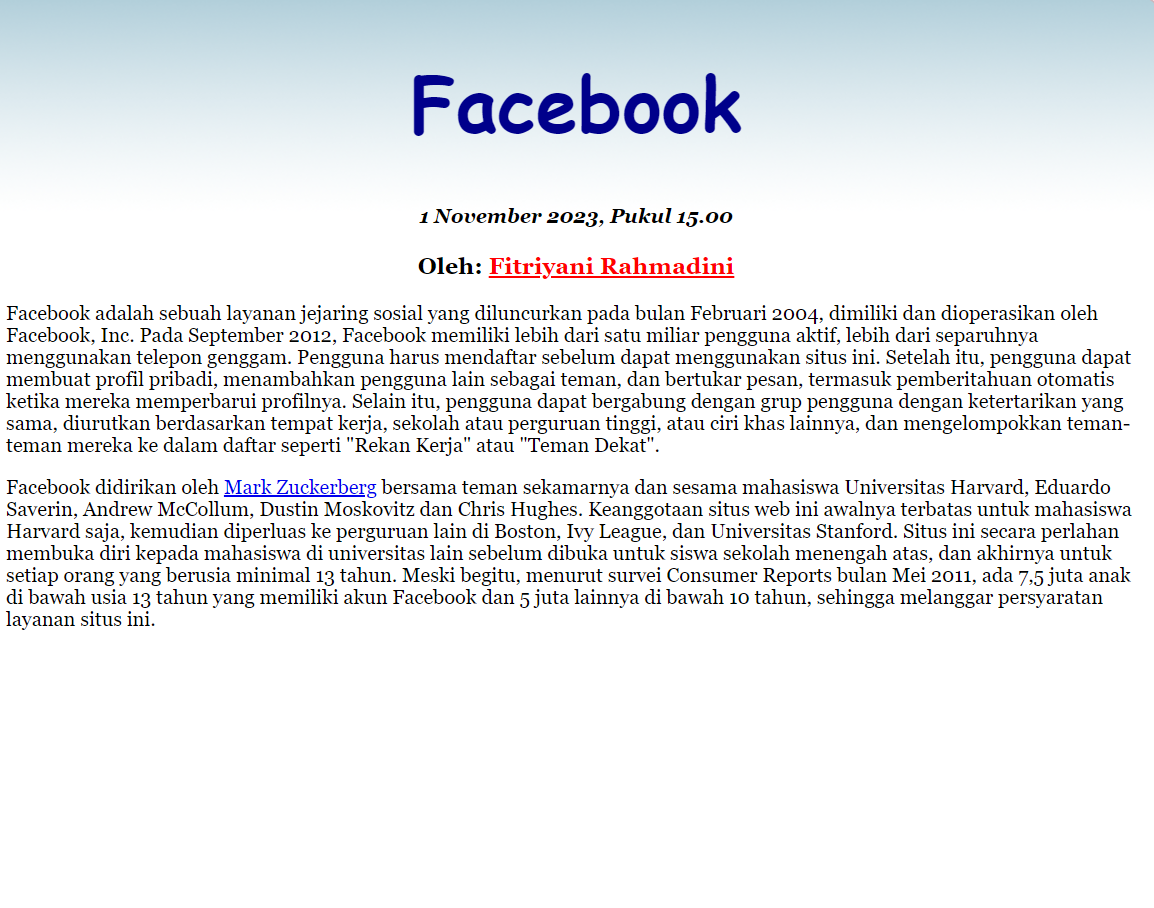 Facebook
1 November 2023, Pukul 15.00
Oleh: Fitriyani Rahmadini
Facebook adalah sebuah layanan jejaring sosial yang diluncurkan pada bulan Februari 2004, dimiliki dan dioperasikan oleh
Facebook, Inc. Pada September 2012, Facebook memiliki lebih dari satu miliar pengguna aktif, lebih dari separuhnya
menggunakan telepon genggam. Pengguna harus mendaftar sebelum dapat menggunakan situs ini. Setelah itu, pengguna dapat
membuat profil pribadi, menambahkan pengguna lain sebagai teman, dan bertukar pesan, termasuk pemberitahuan otomatis
ketika mereka memperbarui profilnya. Selain itu, pengguna dapat bergabung dengan grup pengguna dengan ketertarikan yang
sama, diurutkan berdasarkan tempat kerja, sekolah atau perguruan tinggi, atau ciri khas lainnya, dan mengelompokkan teman-
teman mereka ke dalam daftar seperti "Rekan Kerja" atau "Teman Dekat".
Facebook didirikan oleh Mark Zuckerberg bersama teman sekamarnya dan sesama mahasiswa Universitas Harvard, Eduardo
Saverin, Andrew McCollum, Dustin Moskovitz dan Chris Hughes. Keanggotaan situs web ini awalnya terbatas untuk mahasiswa
Harvard saja, kemudian diperluas ke perguruan lain di Boston, Ivy League, dan Universitas Stanford. Situs ini secara perlahan
membuka diri kepada mahasiswa di universitas lain sebelum dibuka untuk siswa sekolah menengah atas, dan akhirnya untuk
setiap orang yang berusia minimal 13 tahun. Meski begitu, menurut survei Consumer Reports bulan Mei 2011, ada 7,5 juta anak
di bawah usia 13 tahun yang memiliki akun Facebook dan 5 juta lainnya di bawah 10 tahun, sehingga melanggar persyaratan
layanan situs ini.